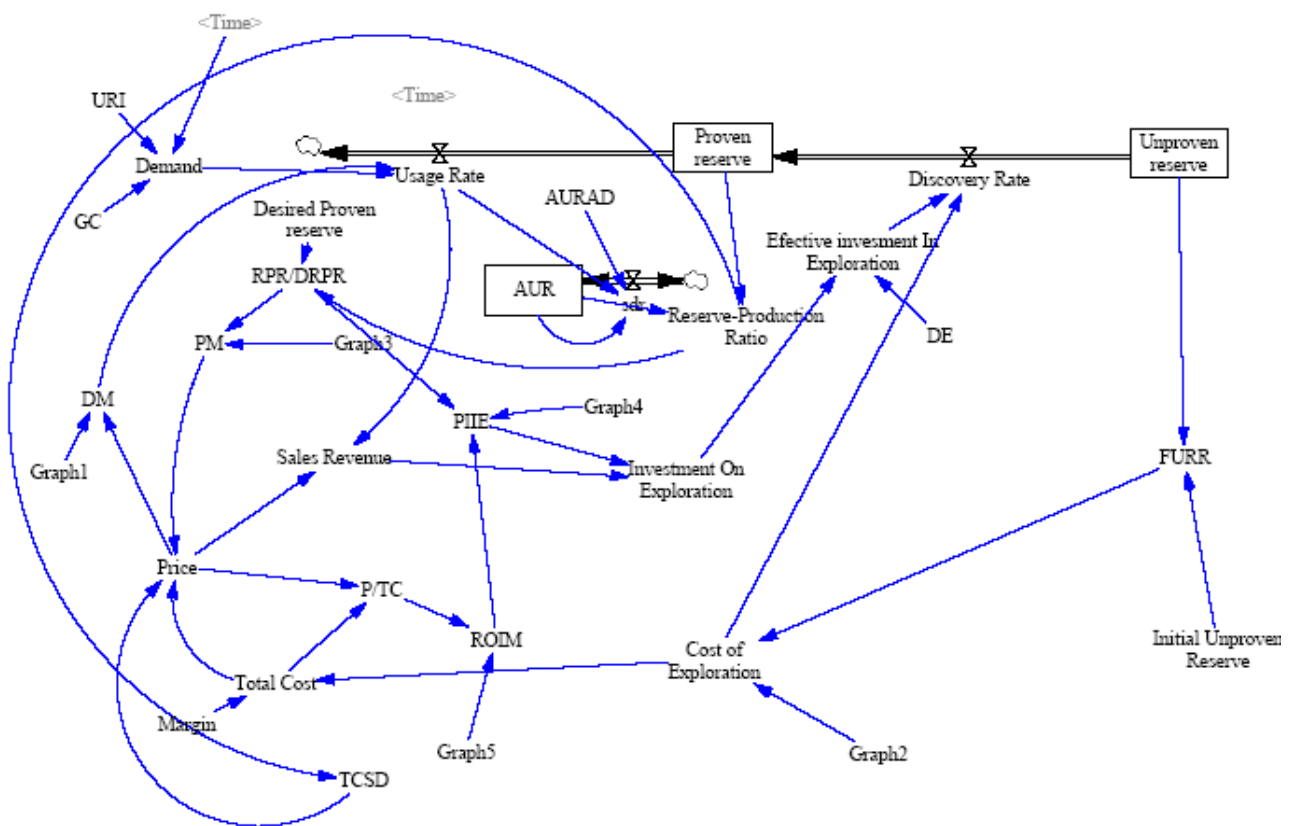 <Time>
<Time>
URI
Proven
reserve
Unproven
reserve
Demand
Usage Rate
Discovery Rate
AURAD
GC
Desired Proven
reserve
Efective invesment In
Exploration
RPR/DRPR
AUR
sdr
Reserve-Production
Ratio
DE
PM
Graph3
DM
Graph4
PIIE
Graph1
Sales Revenue
Investment On
Exploration
FURR
Price
P/TC
ROIM
Cost of
Exploration
Initial Unproven
Reserve
Total Cost
Margin
Graph5
Graph2
TCSD